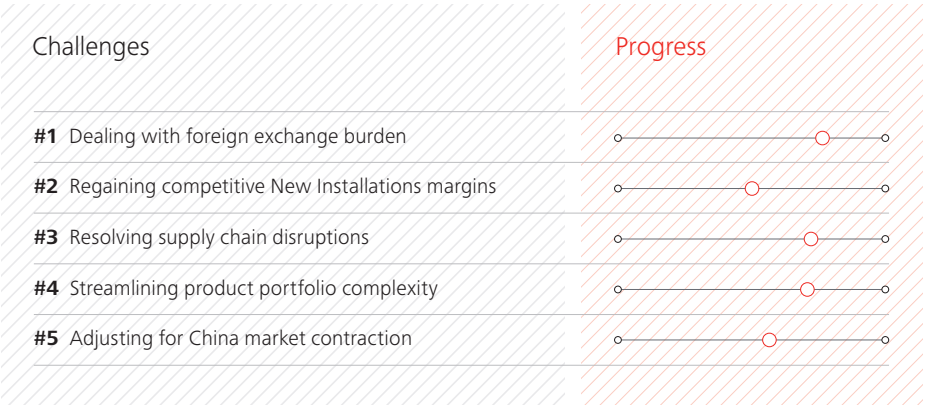 Challenges
Progress
#1 Dealing with foreign exchange burden
#2 Regaining competitive New Installations margins
#3 Resolving supply chain disruptions
#4 Streamlining product portfolio complexity
#5 Adjusting for China market contraction